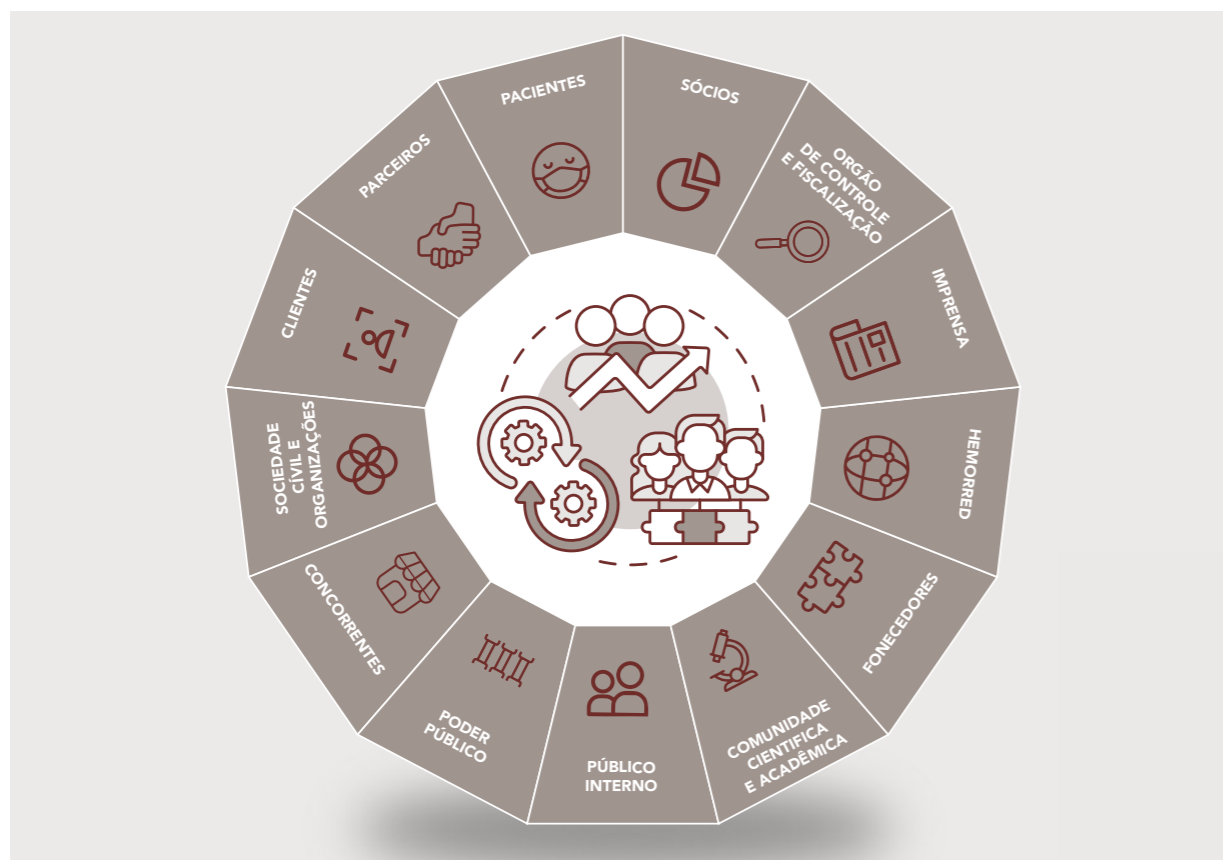 PACIENTES
SÓCIOS
ORGÃO
DE CONTROLE
E FISCALIZAÇÃO
IMPRENSA
HEMORRED
FONECEDORES
COMUNIDADE
CIENTIFICA
E ACADÊMICA
PÚBLICO
INTERNO
PODER
PÚBLICO
CONCORRENTES
SOCIEDADE
CÍVIL E
ORGANIZAÇÕES
CLIENTES
PARCEIROS